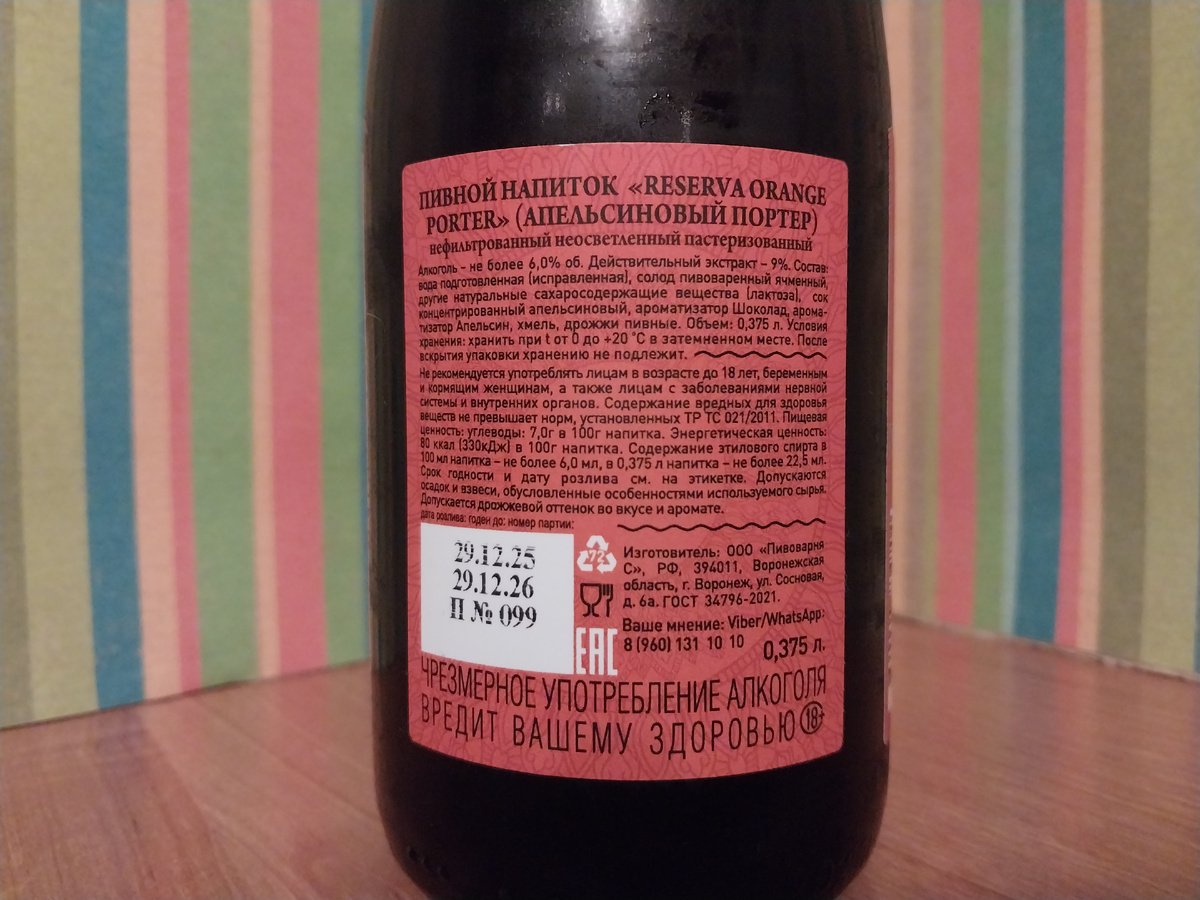 ПИВНОЙ НАПИТОК «RESERVA ORANGE
PORTER» (АПЕЛЬСИНОВЫЙ ПОРТЕР)
нефильтрованный неосветленный пастеризованный
Алкоголь – не более 6,0% об. Действительный экстракт – 9%. Состав:
вода подготовленная (исправленная), солод пивоваренный ячменный,
другие натуральные сахаросодержащие вещества (лактоза), сок
концентрированный апельсиновый, ароматизатор Шоколад, арома-
тизатор Апельсин, хмель, дрожжи пивные. Объем: 0,375 л. Условия
хранения: хранить при t от 0 до +20 °С в затемненном месте. После
вскрытия упаковки хранению не подлежит.
Не рекомендуется употреблять лицам в возрасте до 18 лет, беременным
и кормящим женщинам, а также лицам с заболеваниями нервной
системы и внутренних органов. Содержание вредных для здоровья
веществ не превышает норм, установленных ТР ТС 021/2011. Пищевая
ценность: углеводы: 7,0г в 100г напитка. Энергетическая ценность:
80 ккал (330кДж) в 100г напитка. Содержание этилового спирта в
100 мл напитка – не более 6,0 мл, в 0,375 л напитка – не более 22,5 мл.
Срок годности и дату розлива см. на этикетке. Допускаются
осадок и взвеси, обусловленные особенностями используемого сырья.
Допускается дрожжевой оттенок во вкусе и аромате.
дата розлива: годен до: номер партии:
29.12.25
29.12.26
П № 099
72
EAC
Изготовитель: ООО «Пивоварня
С», РФ, 394011, Воронежская
область, г. Воронеж, ул. Сосновая,
д. 6а. ГОСТ 34796-2021.
Ваше мнение: Viber/WhatsApp:
8 (960) 131 10 10
0,375 л.
ЧРЕЗМЕРНОЕ УПОТРЕБЛЕНИЕ АЛКОГОЛЯ
ВРЕДИТ ВАШЕМУ ЗДОРОВЬЮ 18+